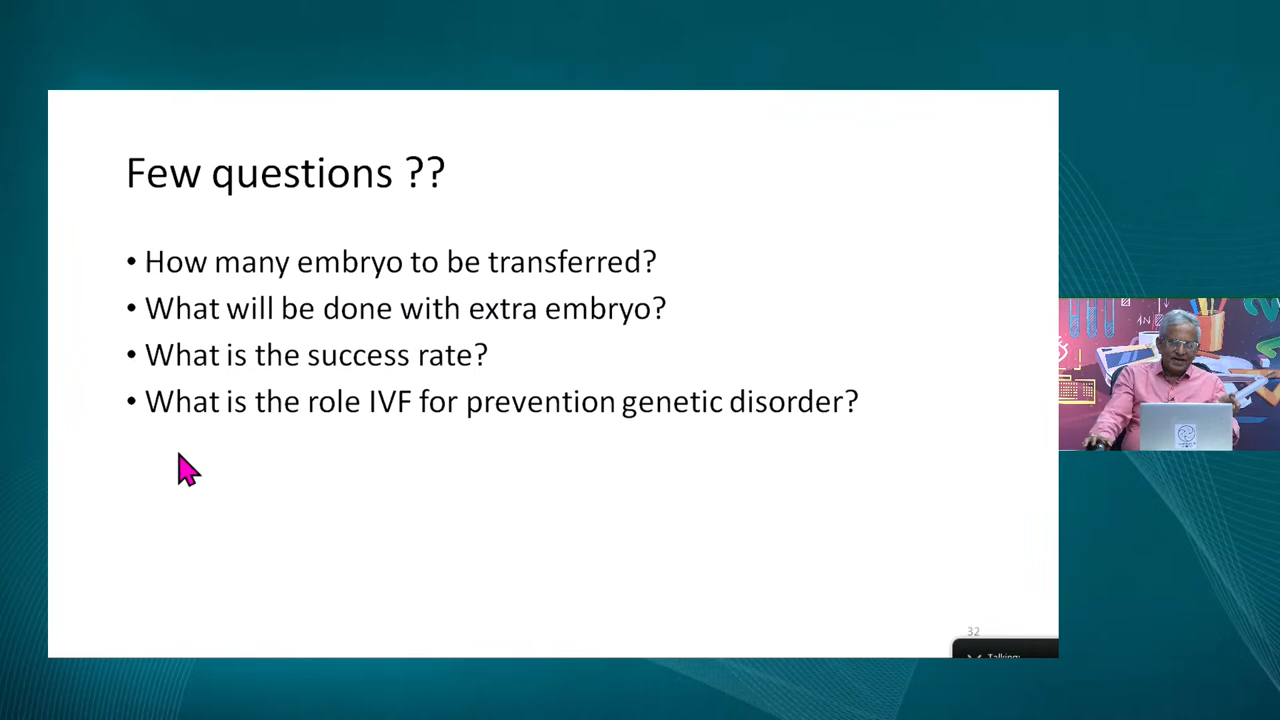 Few questions ??
• How many embryo to be transferred?
• What will be done with extra embryo?
• What is the success rate?
• What is the role IVF for prevention genetic disorder?
32
Talking: